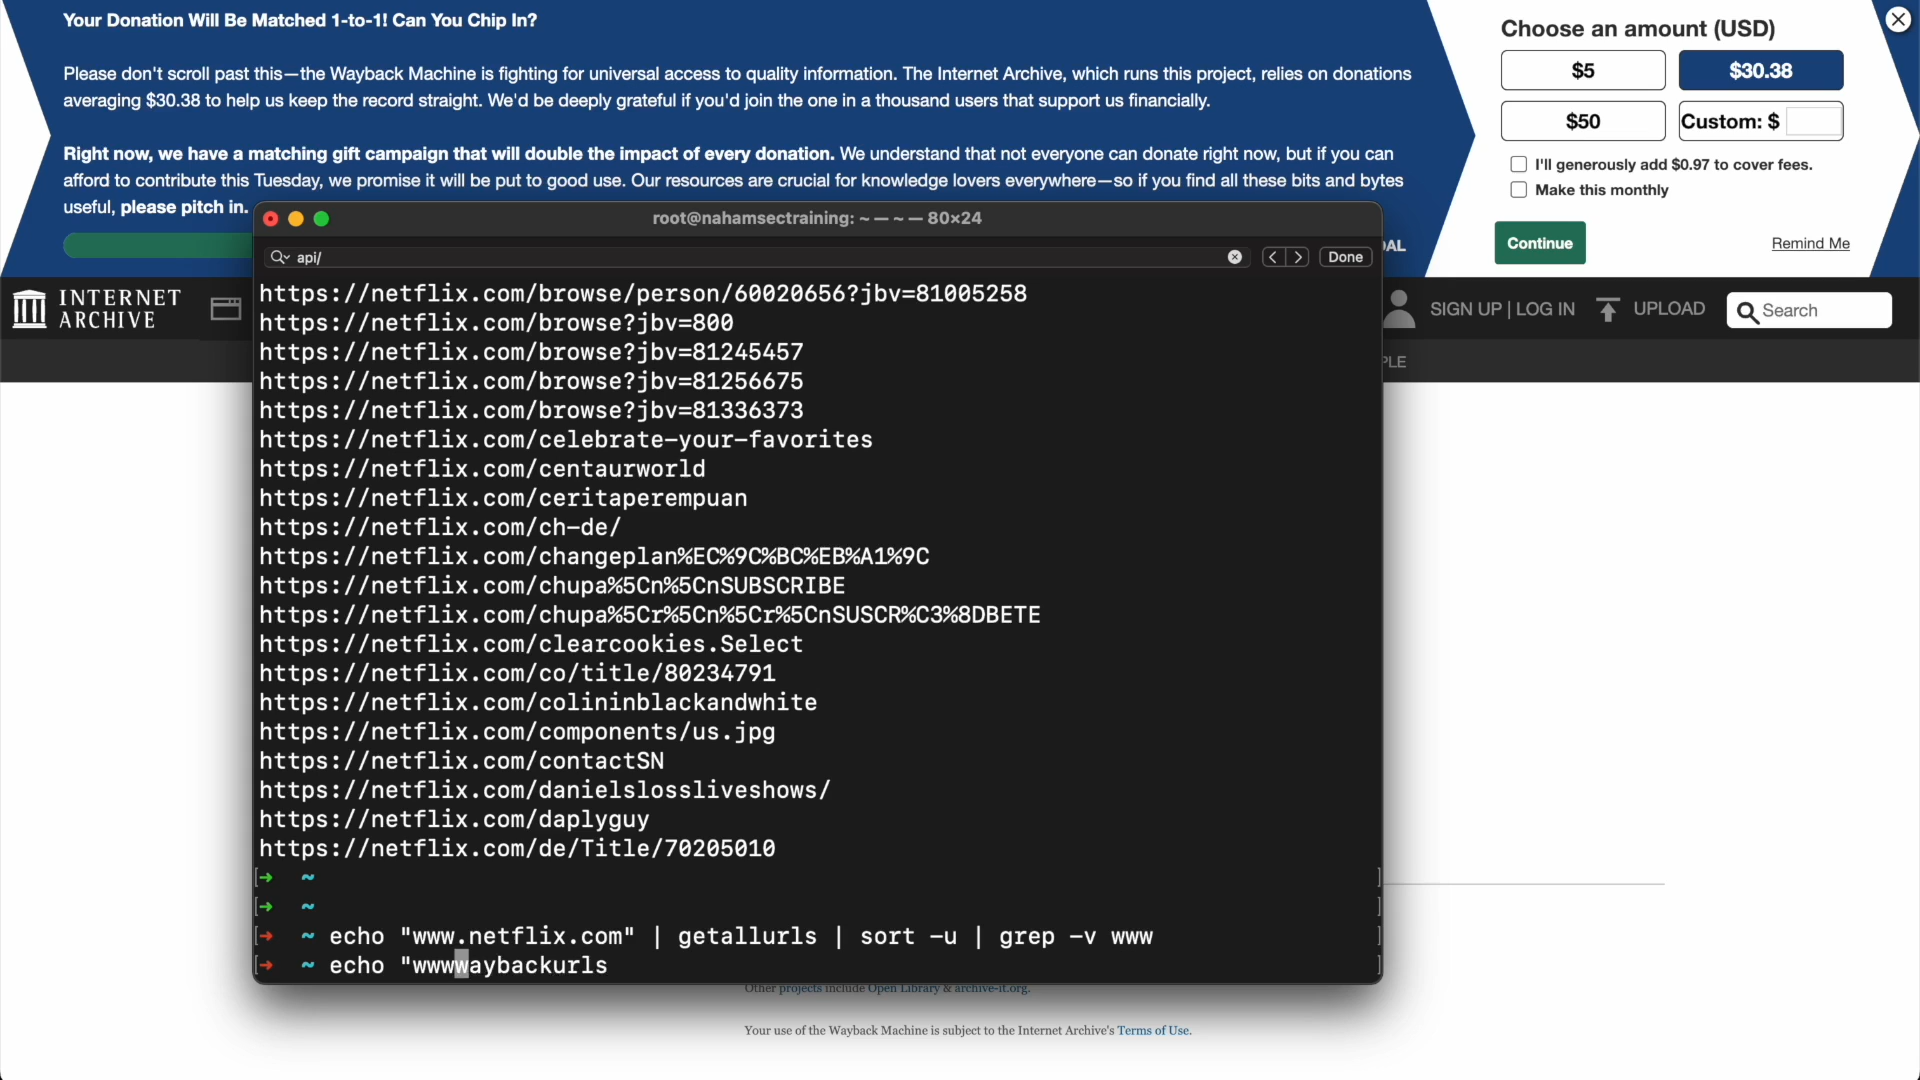 Your Donation Will Be Matched 1-to-1! Can You Chip In?
Please don't scroll past this—the Wayback Machine is fighting for universal access to quality information. The Internet Archive, which runs this project, relies on donations
averaging $30.38 to help us keep the record straight. We'd be deeply grateful if you'd join the one in a thousand users that support us financially.
Right now, we have a matching gift campaign that will double the impact of every donation. We understand that not everyone can donate right now, but if you can
afford to contribute this Tuesday, we promise it will be put to good use. Our resources are crucial for knowledge lovers everywhere—so if you find all these bits and bytes
useful, please pitch in.
Choose an amount (USD)
$5
$30.38
$50
Custom: $
I'll generously add $0.97 to cover fees.
Make this monthly
Continue
Remind Me
INTERNET
ARCHIVE
SIGN UP | LOG IN
UPLOAD
Search
root@nahamsectraining: ~ — ~ — 80×24
api/
Done
https://netflix.com/browse/person/60020656?jbv=81005258
https://netflix.com/browse?jbv=800
https://netflix.com/browse?jbv=81245457
https://netflix.com/browse?jbv=81256675
https://netflix.com/browse?jbv=81336373
https://netflix.com/celebrate-your-favorites
https://netflix.com/centaurworld
https://netflix.com/ceritaperempuan
https://netflix.com/ch-de/
https://netflix.com/changeplan%EC%9C%BC%EB%A1%9C
https://netflix.com/chupa%5Cn%5CnSUBSCRIBE
https://netflix.com/chupa%5Cr%5Cn%5Cr%5CnSUSCR%C3%8DBETE
https://netflix.com/clearcookies.Select
https://netflix.com/co/title/80234791
https://netflix.com/colininblackandwhite
https://netflix.com/components/us.jpg
https://netflix.com/contactSN
https://netflix.com/danielslossliveshows/
https://netflix.com/daplyguy
https://netflix.com/de/Title/70205010
[➜ ~ ]
[➜ ~ ]
[➜ ~ echo "www.netflix.com" | getallurls | sort -u | grep -v www ]
[➜ ~ echo "wwwwaybackurls ]
Other projects include Open Library & archive-it.org.
Your use of the Wayback Machine is subject to the Internet Archive's Terms of Use.